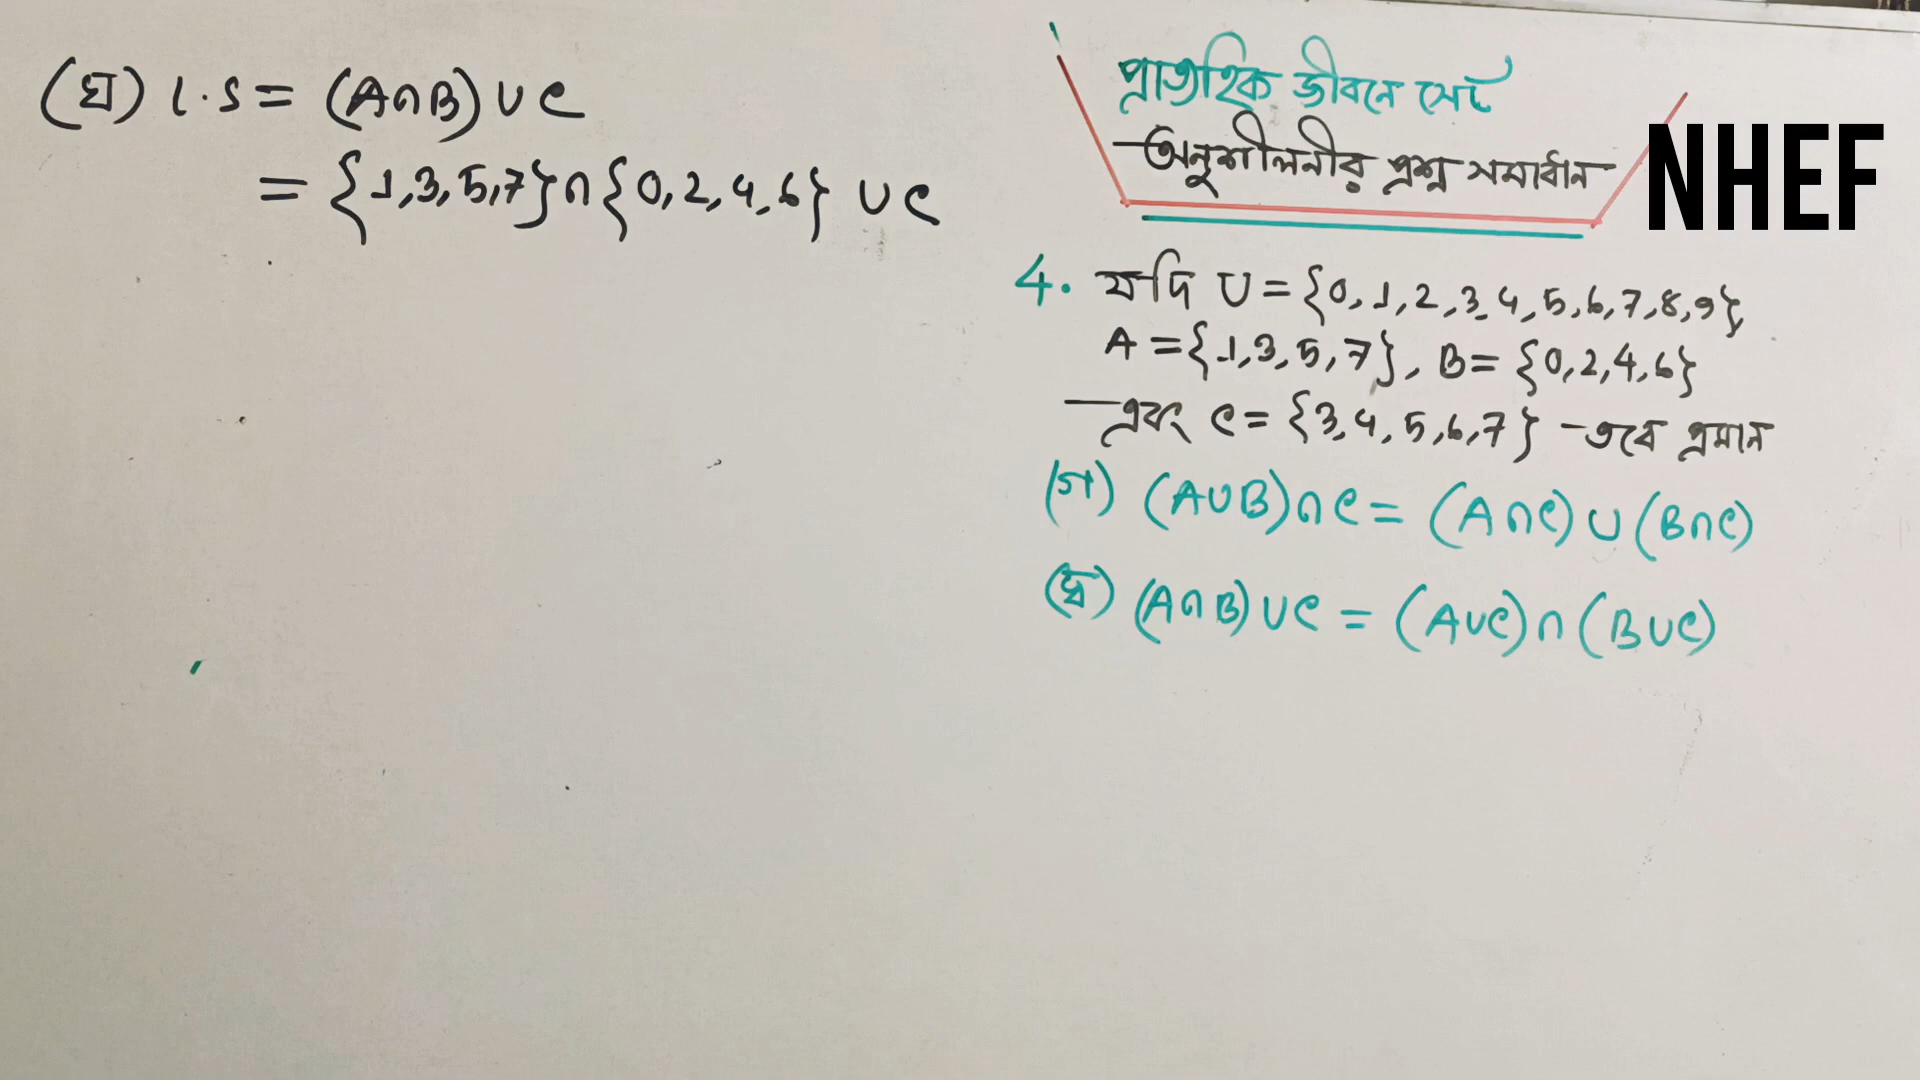 (ঘ) L.S = (A∩B) ∪ C
= {1,3,5,7} ∩ {0,2,4,6} ∪ C
প্রাত্যহিক জীবনে সেট
অনুশীলনীর প্রশ্ন সমাধান
NHEF
4. যদি U = {0,1,2,3,4,5,6,7,8,9},
A = {1,3,5,7}, B = {0,2,4,6}
এবং C = {3,4,5,6,7} তবে প্রমান
(গ) (A∪B)∩C = (A∩C) ∪ (B∩C)
(ঘ) (A∩B)∪C = (A∪C)∩(B∪C)